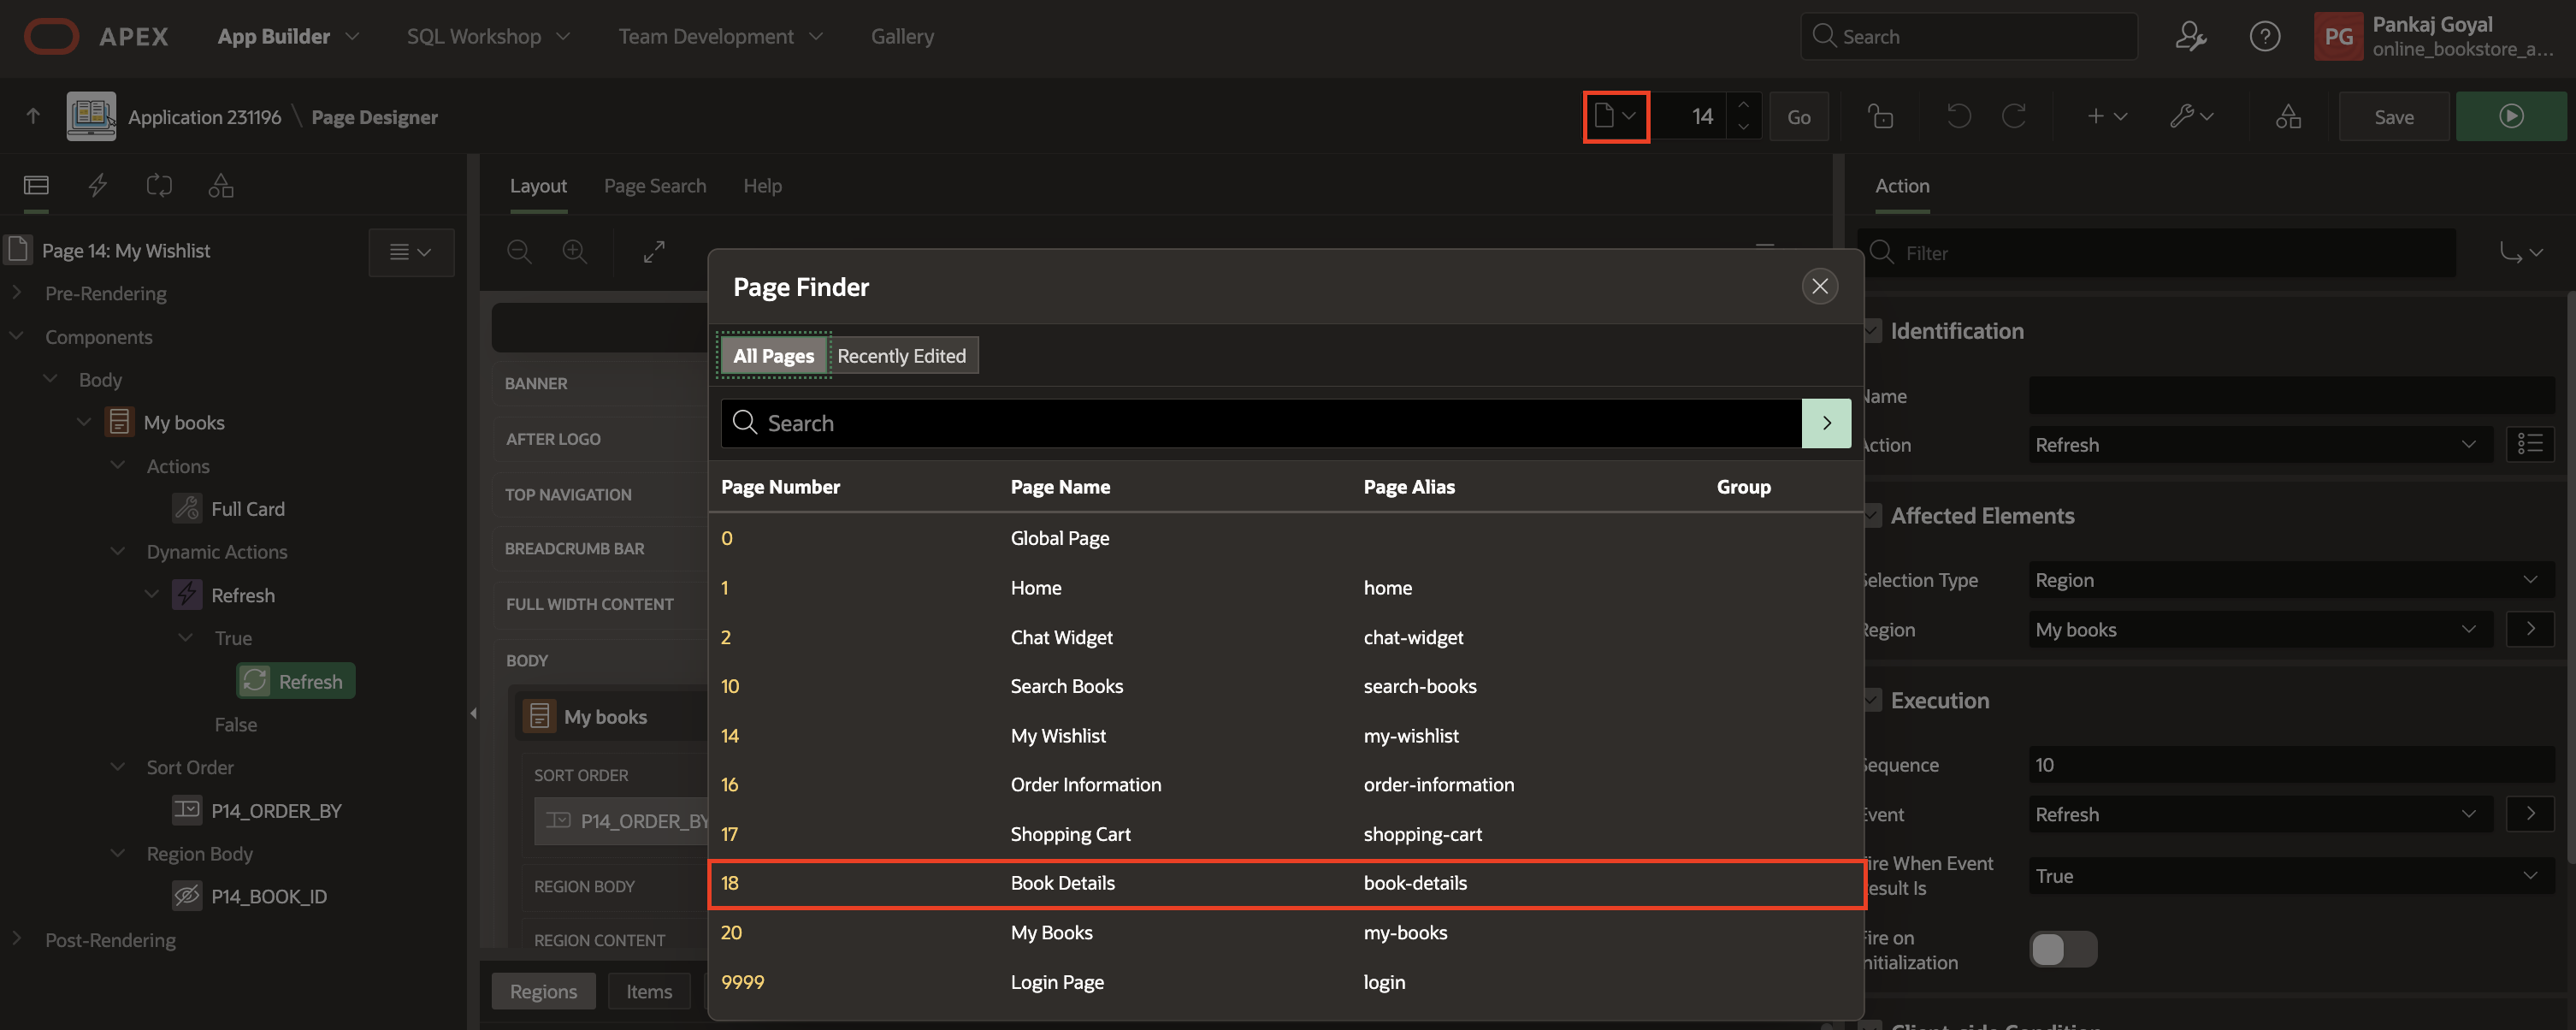 APEX App Builder SQL Workshop Team Development Gallery Search PG Pankaj Goyal
online_bookstore_a...
Application 231196 \ Page Designer 14 Go Save
Layout Page Search Help Action
Page 14: My Wishlist
Filter
Pre-Rendering
Components
Body
My books
Actions
Full Card
Dynamic Actions
Refresh
True
Refresh
False
Sort Order
P14_ORDER_BY
Region Body
P14_BOOK_ID
Post-Rendering
BANNER
AFTER LOGO
TOP NAVIGATION
BREADCRUMB BAR
FULL WIDTH CONTENT
BODY
My books
SORT ORDER
P14_ORDER_BY
REGION BODY
REGION CONTENT
Regions Items
Page Finder
All Pages Recently Edited
Search
Page Number Page Name Page Alias Group
0 Global Page
1 Home home
2 Chat Widget chat-widget
10 Search Books search-books
14 My Wishlist my-wishlist
16 Order Information order-information
17 Shopping Cart shopping-cart
18 Book Details book-details
20 My Books my-books
9999 Login Page login
Identification
Name
Action Refresh
Affected Elements
Selection Type Region
Region My books
Execution
Sequence 10
Event Refresh
Fire When Event
Result Is True
Fire on
Initialization
Client-side Condition